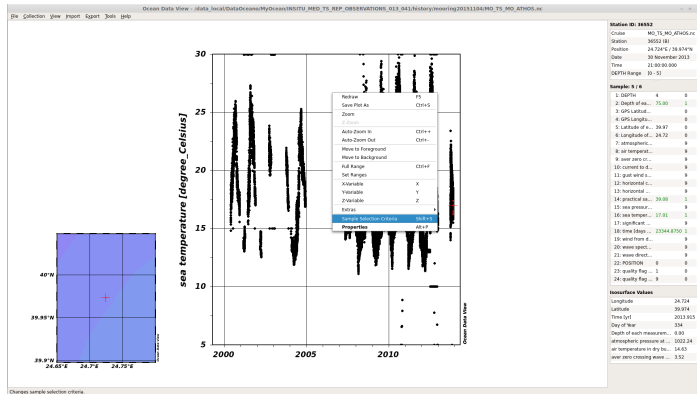 Ocean Data View - /data_local/DataOceano/MyOcean/INSITU_MED_TS_REP_OBSERVATIONS_013_041/history/mooring20151104/MO_TS_MO_ATHOS.nc
File Collection View Import Export Tools Help
30
25
20
15
10
5
sea temperature [degree_Celsius]
2000 2005 2010
Ocean Data View
40°N
39.95°N
39.9°N
24.65°E 24.7°E 24.75°E
Ocean Data View
Redraw F5
Save Plot As Ctrl+S
Zoom
Auto-Zoom In Ctrl++
Auto-Zoom Out Ctrl+-
Move to Foreground
Move to Background
Full Range Ctrl+F
Set Ranges
X-Variable X
Y-Variable Y
Z-Variable Z
Extras
Sample Selection Criteria Shift+S
Properties Alt+P
Station ID: 36552
Cruise MO_TS_MO_ATHOS.nc
Station 36552 (B)
Position 24.724°E / 39.974°N
Date 30 November 2013
Time 21:00:00.000
DEPTH Range [0 - 5]
Sample: 5 / 6
1: DEPTH 4 0
2: Depth of ea... 75.00 1
3: GPS Latitud... 0
4: GPS Longitu... 0
5: Latitude of e... 39.97 0
6: Longitude of... 24.72 0
7: atmospheric... 9
8: air temperat... 9
9: aver zero cr... 9
10: current to d... 9
11: gust wind s... 9
12: horizontal c... 9
13: horizontal... 9
14: practical sa... 39.08 1
15: sea pressur... 9
16: sea temper... 17.01 1
17: significant ... 9
18: time [days ... 23344.8750 1
19: wind from d... 9
20: wave spect... 9
21: wave direct... 9
22: POSITION 0 0
23: quality flag ... 1 0
24: quality flag ... 9 0
Isosurface Values
Longitude 24.724
Latitude 39.974
Time [yr] 2013.915
Day of Year 334
Depth of each measurem... 0.00
atmospheric pressure at ... 1022.24
air temperature in dry bu... 14.63
aver zero crossing wave ... 3.52
Changes sample selection criteria.